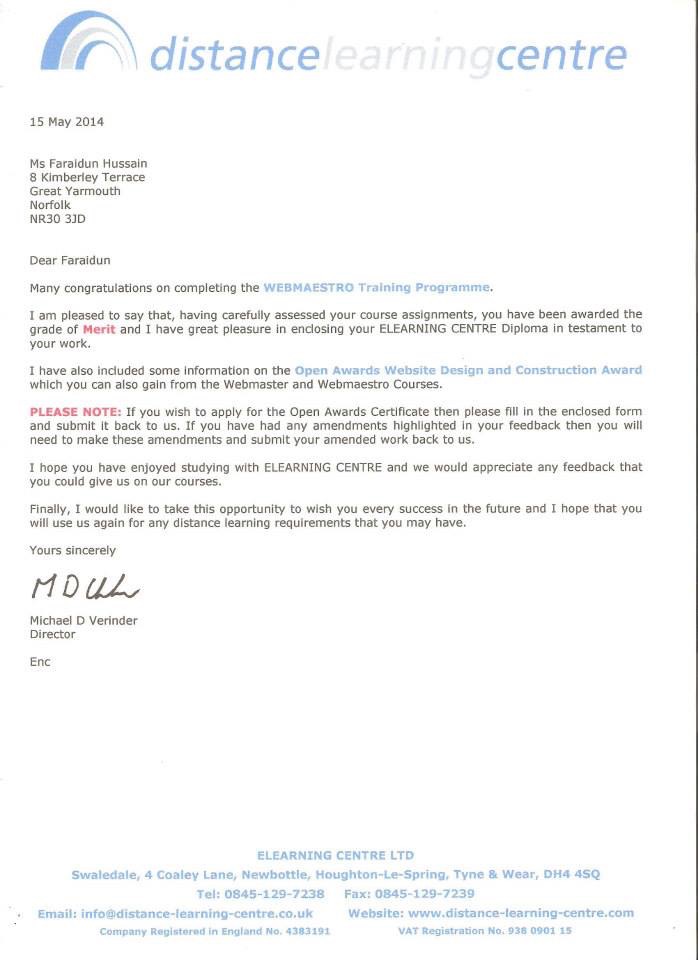 distancelearningcentre
15 May 2014
Ms Faraidun Hussain
8 Kimberley Terrace
Great Yarmouth
Norfolk
NR30 3JD
Dear Faraidun
Many congratulations on completing the WEBMAESTRO Training Programme.
I am pleased to say that, having carefully assessed your course assignments, you have been awarded the
grade of Merit and I have great pleasure in enclosing your ELEARNING CENTRE Diploma in testament to
your work.
I have also included some information on the Open Awards Website Design and Construction Award
which you can also gain from the Webmaster and Webmaestro Courses.
PLEASE NOTE: If you wish to apply for the Open Awards Certificate then please fill in the enclosed form
and submit it back to us. If you have had any amendments highlighted in your feedback then you will
need to make these amendments and submit your amended work back to us.
I hope you have enjoyed studying with ELEARNING CENTRE and we would appreciate any feedback that
you could give us on our courses.
Finally, I would like to take this opportunity to wish you every success in the future and I hope that you
will use us again for any distance learning requirements that you may have.
Yours sincerely
M D
Michael D Verinder
Director
Enc
ELEARNING CENTRE LTD
Swaledale, 4 Coaley Lane, Newbottle, Houghton-Le-Spring, Tyne & Wear, DH4 4SQ
Tel: 0845-129-7238 Fax: 0845-129-7239
Email: info@distance-learning-centre.co.uk Website: www.distance-learning-centre.com
Company Registered in England No. 4383191 VAT Registration No. 938 0901 15